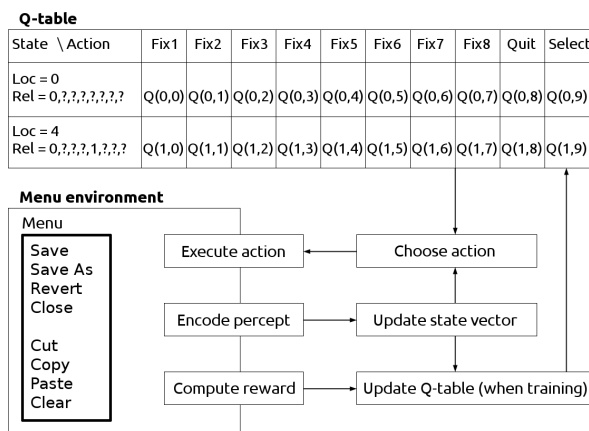 Q-table
State \ Action Fix1 Fix2 Fix3 Fix4 Fix5 Fix6 Fix7 Fix8 Quit Select
Loc = 0
Rel = 0,?,?,?,?,?,?,? Q(0,0) Q(0,1) Q(0,2) Q(0,3) Q(0,4) Q(0,5) Q(0,6) Q(0,7) Q(0,8) Q(0,9)
Loc = 4
Rel = 0,?,?,?,1,?,?,? Q(1,0) Q(1,1) Q(1,2) Q(1,3) Q(1,4) Q(1,5) Q(1,6) Q(1,7) Q(1,8) Q(1,9)
Menu environment
Menu
Save
Save As
Revert
Close
Cut
Copy
Paste
Clear
Execute action
Choose action
Encode percept
Update state vector
Compute reward
Update Q-table (when training)